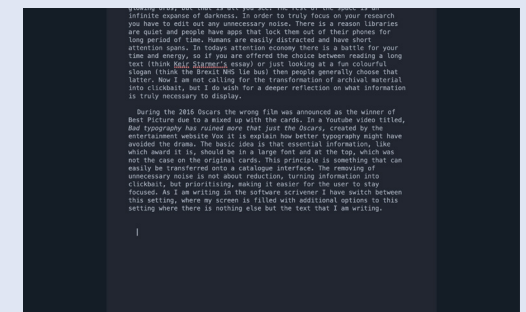 glowing orbs, but that is all you see. The rest of the space is an
infinite expanse of darkness. In order to truly focus on your research
you have to edit out any unnecessary noise. There is a reason libraries
are quiet and people have apps that lock them out of their phones for
long period of time. Humans are easily distracted and have short
attention spans. In todays attention economy there is a battle for your
time and energy, so if you are offered the choice between reading a long
text (think Keir Starmer's essay) or just looking at a fun colourful
slogan (think the Brexit NHS lie bus) then people generally choose that
latter. Now I am not calling for the transformation of archival material
into clickbait, but I do wish for a deeper reflection on what information
is truly necessary to display.
During the 2016 Oscars the wrong film was announced as the winner of
Best Picture due to a mixed up with the cards. In a Youtube video titled,
Bad typography has ruined more that just the Oscars, created by the
entertainment website Vox it is explain how better typography might have
avoided the drama. The basic idea is that essential information, like
which award it is, should be in a large font and at the top, which was
not the case on the original cards. This principle is something that can
easily be transferred onto a catalogue interface. The removing of
unnecessary noise is not about reduction, turning information into
clickbait, but prioritising, making it easier for the user to stay
focused. As I am writing in the software scrivener I have switch between
this setting, where my screen is filled with additional options to this
setting where there is nothing else but the text that I am writing.